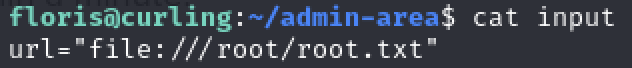 floris@curling:~/admin-area$ cat input
url="file:///root/root.txt"